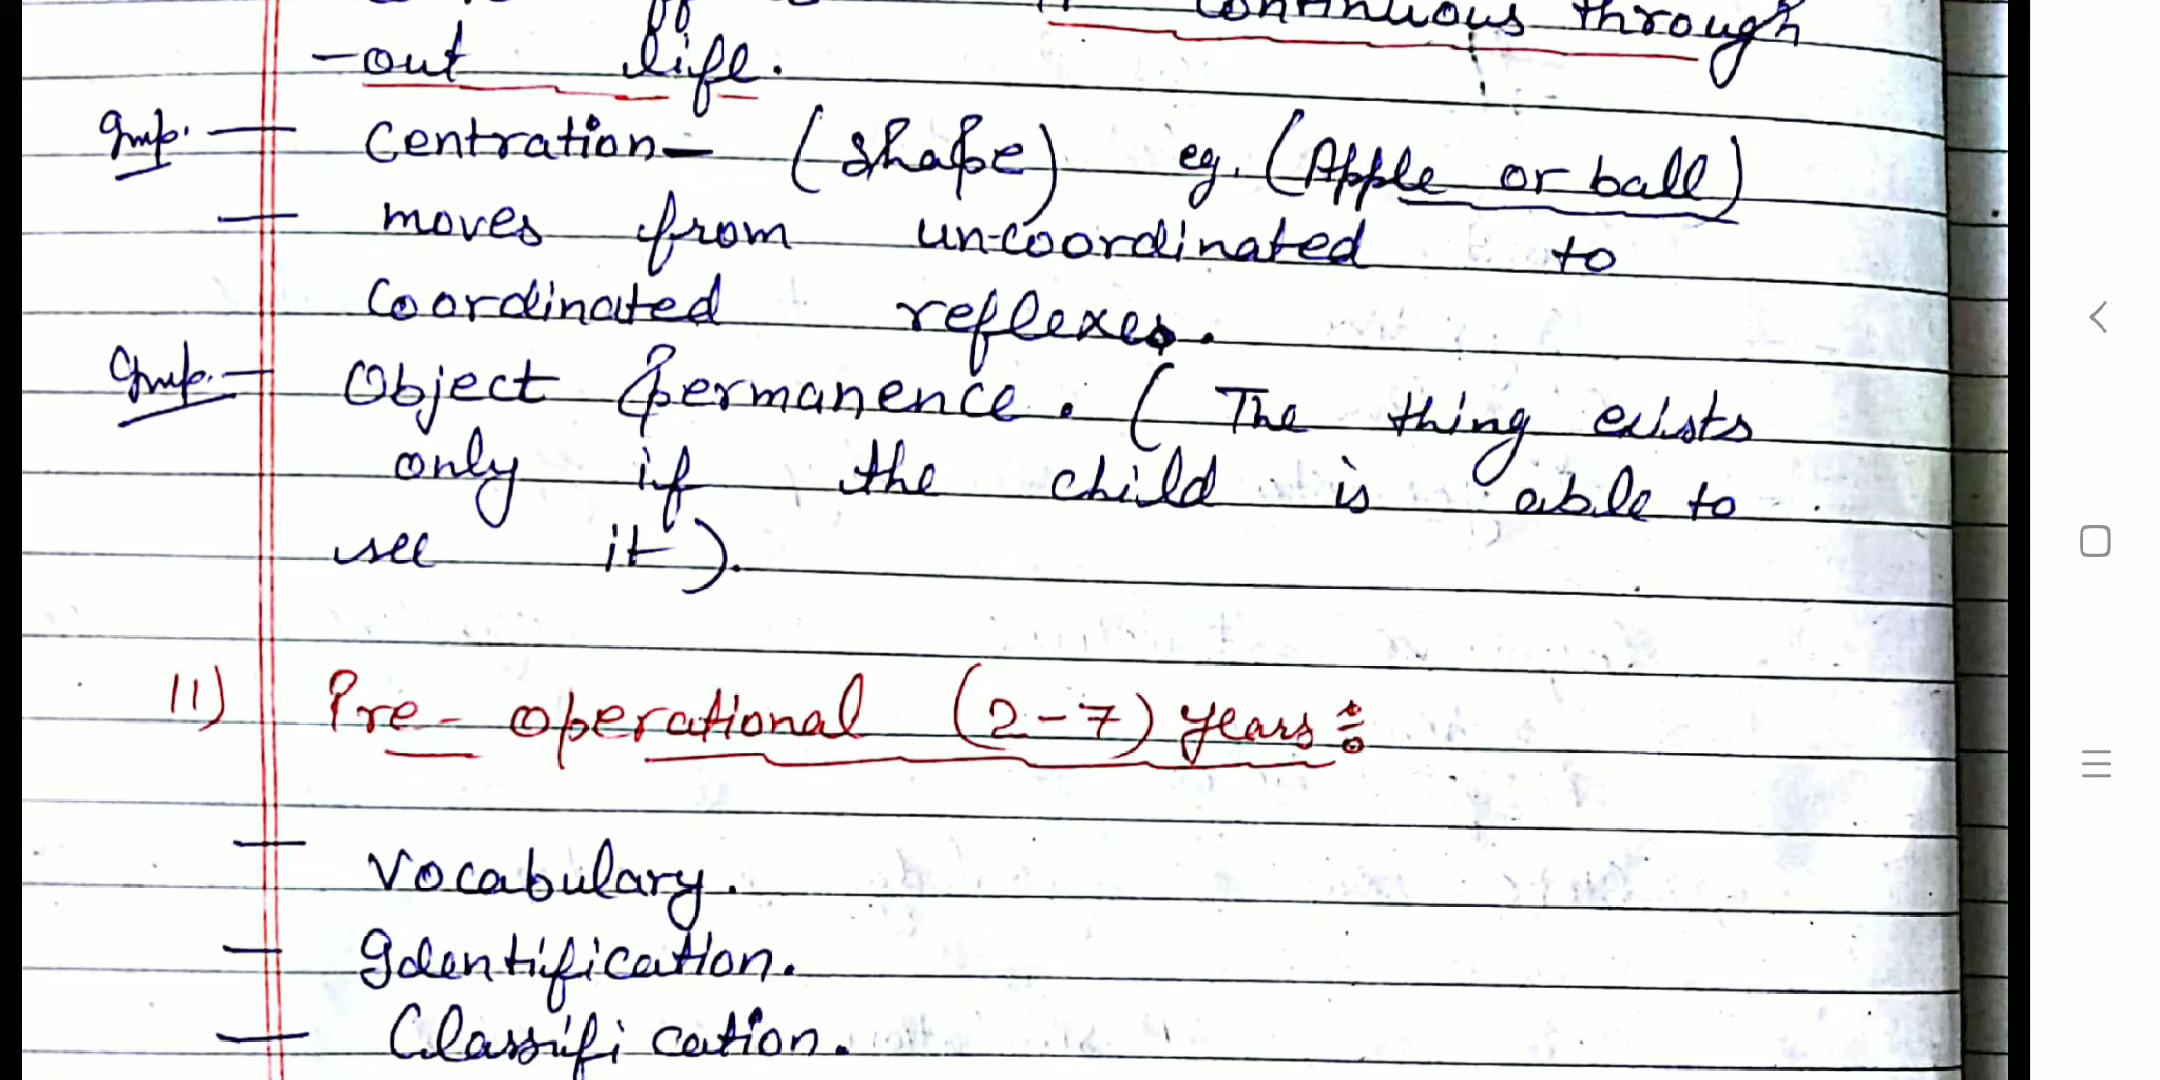 continuous through
-out life.
Imp. — Centration - (shape) eg. (Apple or ball)
— moves from un-coordinated to
Coordinated reflexes.
Imp. — Object permanence. (The thing exists
only if the child is able to
see it).
II) Pre-operational (2-7) years:
— Vocabulary.
— Identification.
— Classification.